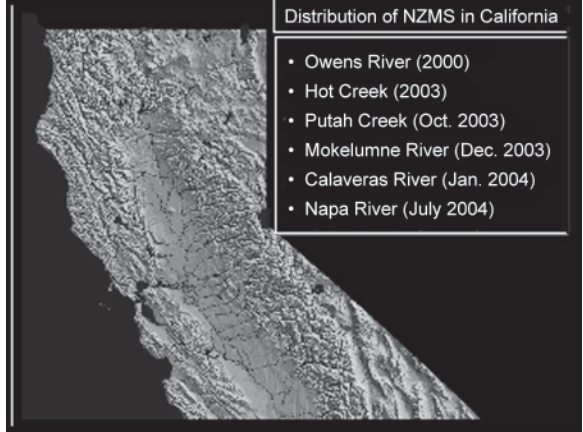 Distribution of NZMS in California
• Owens River (2000)
• Hot Creek (2003)
• Putah Creek (Oct. 2003)
• Mokelumne River (Dec. 2003)
• Calaveras River (Jan. 2004)
• Napa River (July 2004)